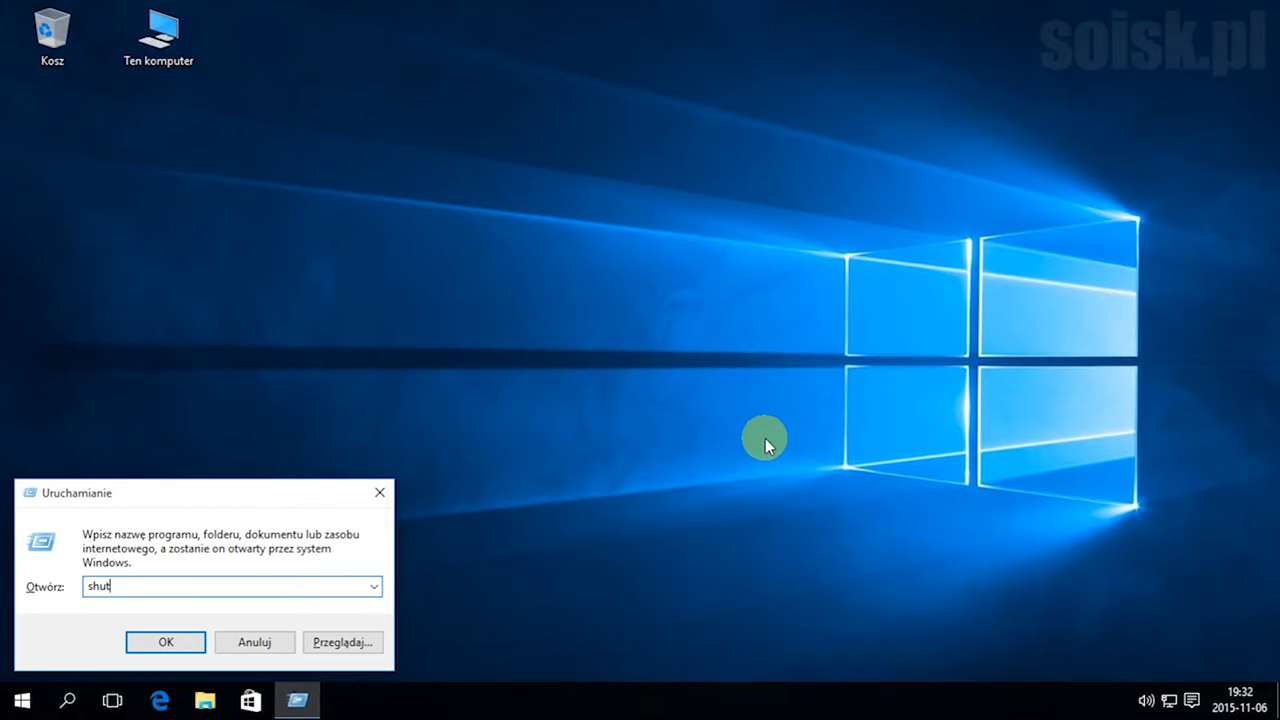 soisk.pl
Kosz
Ten komputer
Uruchamianie
Wpisz nazwę programu, folderu, dokumentu lub zasobu
internetowego, a zostanie on otwarty przez system
Windows.
Otwórz:
shut
OK
Anuluj
Przeglądaj...
19:32
2015-11-06